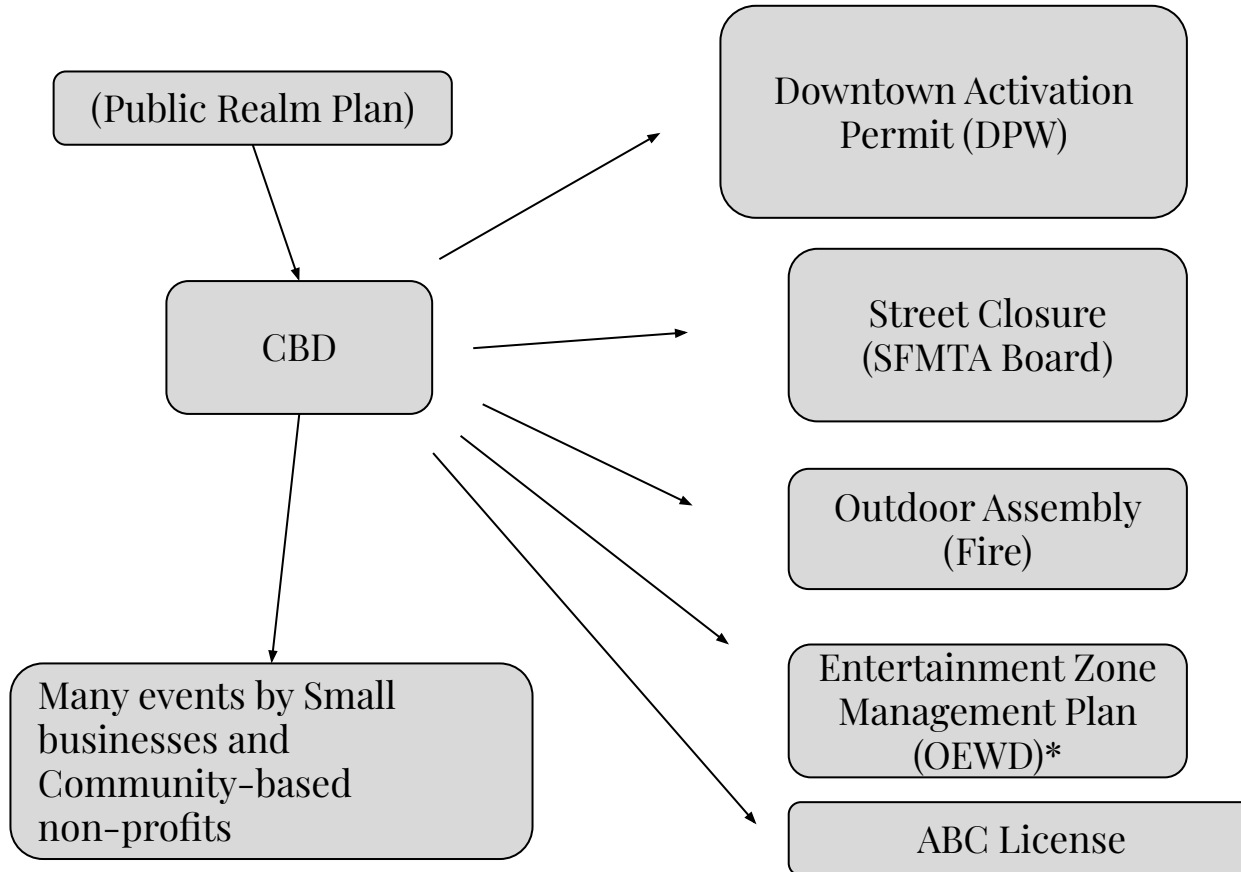 (Public Realm Plan)
Downtown Activation
Permit (DPW)
CBD
Street Closure
(SFMTA Board)
Outdoor Assembly
(Fire)
Entertainment Zone
Management Plan
(OEWD)*
ABC License
Many events by Small
businesses and
Community-based
non-profits